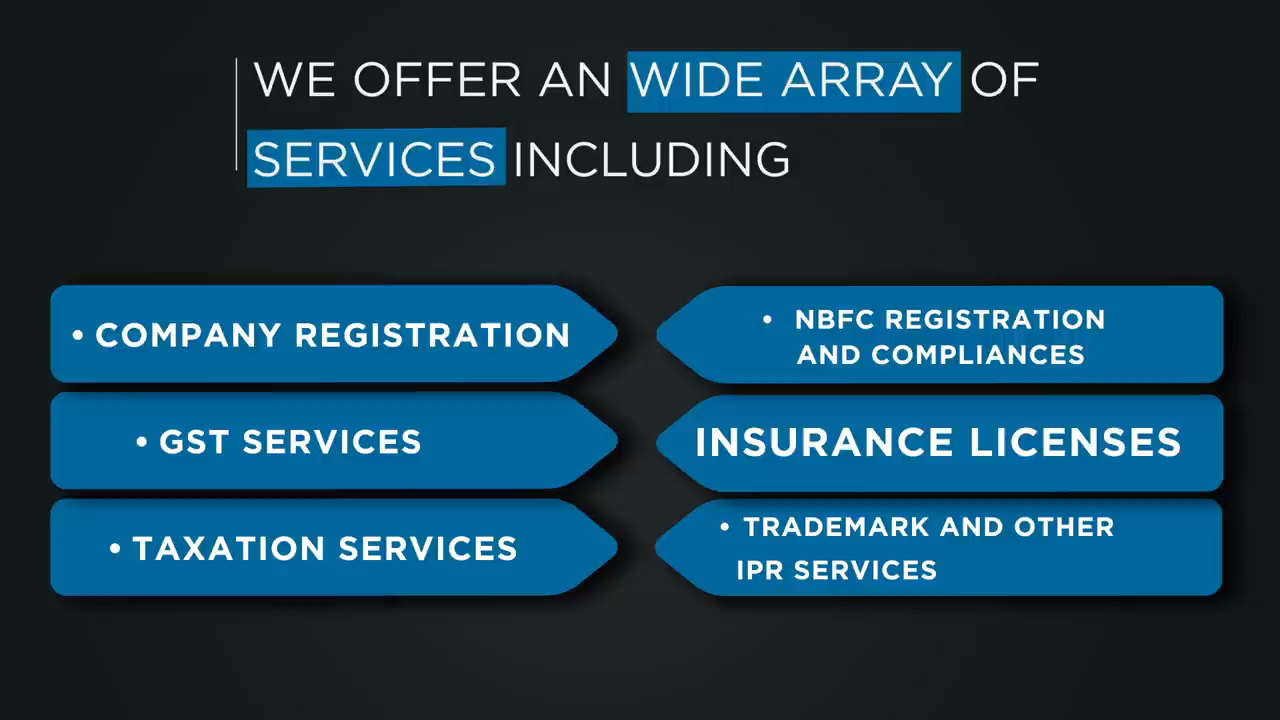 WE OFFER AN WIDE ARRAY OF
SERVICES INCLUDING
• COMPANY REGISTRATION
• GST SERVICES
• TAXATION SERVICES
• NBFC REGISTRATION
AND COMPLIANCES
INSURANCE LICENSES
• TRADEMARK AND OTHER
IPR SERVICES